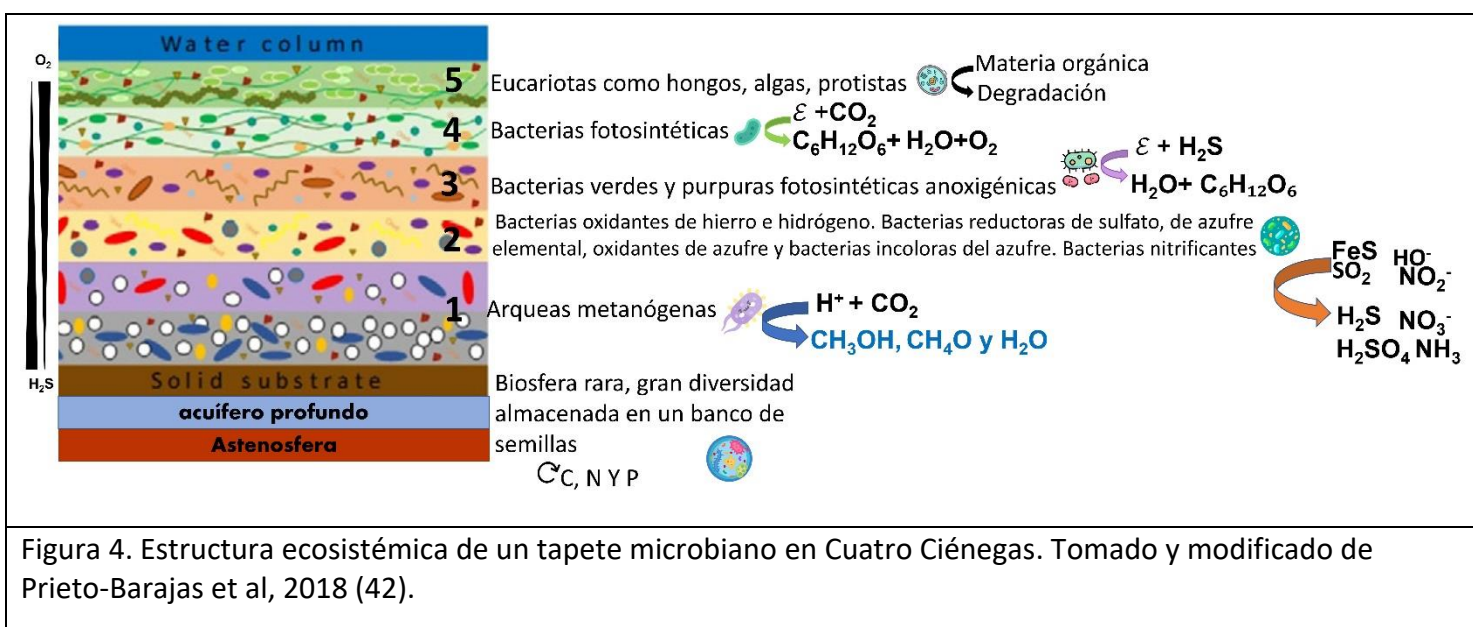 Water column
O₂
5
Eucariotas como hongos, algas, protistas
Materia orgánica
Degradación
4
Bacterias fotosintéticas
ℰ +CO₂
C₆H₁₂O₆+ H₂O+O₂
3
Bacterias verdes y purpuras fotosintéticas anoxigénicas
ℰ + H₂S
H₂O+ C₆H₁₂O₆
2
Bacterias oxidantes de hierro e hidrógeno. Bacterias reductoras de sulfato, de azufre
elemental, oxidantes de azufre y bacterias incoloras del azufre. Bacterias nitrificantes
FeS HO⁻
SO₂ NO₂⁻
H₂S NO₃⁻
H₂SO₄ NH₃
1
Arqueas metanógenas
H⁺ + CO₂
CH₃OH, CH₄O y H₂O
H₂S
Solid substrate
acuífero profundo
Astenosfera
Biosfera rara, gran diversidad
almacenada en un banco de
semillas
C, N Y P
Figura 4. Estructura ecosistémica de un tapete microbiano en Cuatro Ciénegas. Tomado y modificado de
Prieto-Barajas et al, 2018 (42).